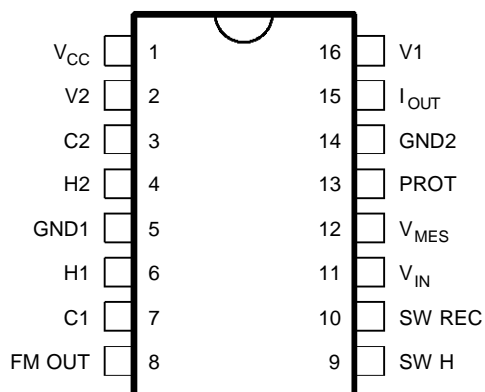 VCC 1 16 V1
V2 2 15 IOUT
C2 3 14 GND2
H2 4 13 PROT
GND1 5 12 VMES
H1 6 11 VIN
C1 7 10 SW REC
FM OUT 8 9 SW H